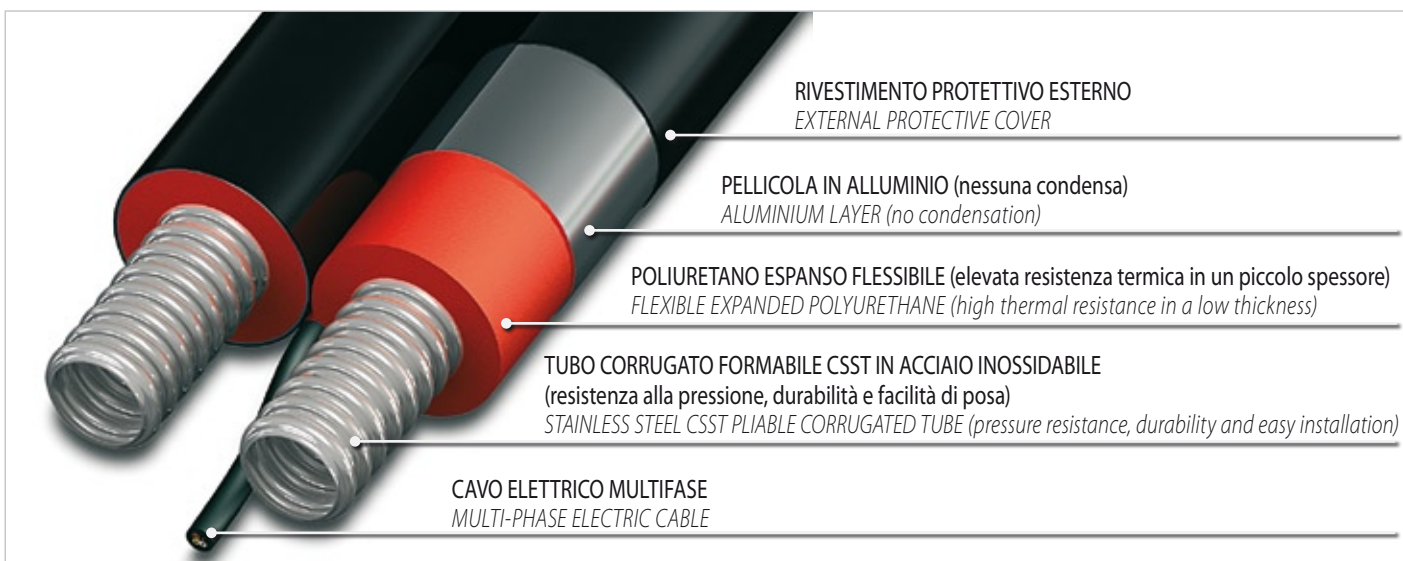 RIVESTIMENTO PROTETTIVO ESTERNO
EXTERNAL PROTECTIVE COVER
PELLICOLA IN ALLUMINIO (nessuna condensa)
ALUMINIUM LAYER (no condensation)
POLIURETANO ESPANSO FLESSIBILE (elevata resistenza termica in un piccolo spessore)
FLEXIBLE EXPANDED POLYURETHANE (high thermal resistance in a low thickness)
TUBO CORRUGATO FORMABILE CSST IN ACCIAIO INOSSIDABILE
(resistenza alla pressione, durabilità e facilità di posa)
STAINLESS STEEL CSST PLIABLE CORRUGATED TUBE (pressure resistance, durability and easy installation)
CAVO ELETTRICO MULTIFASE
MULTI-PHASE ELECTRIC CABLE